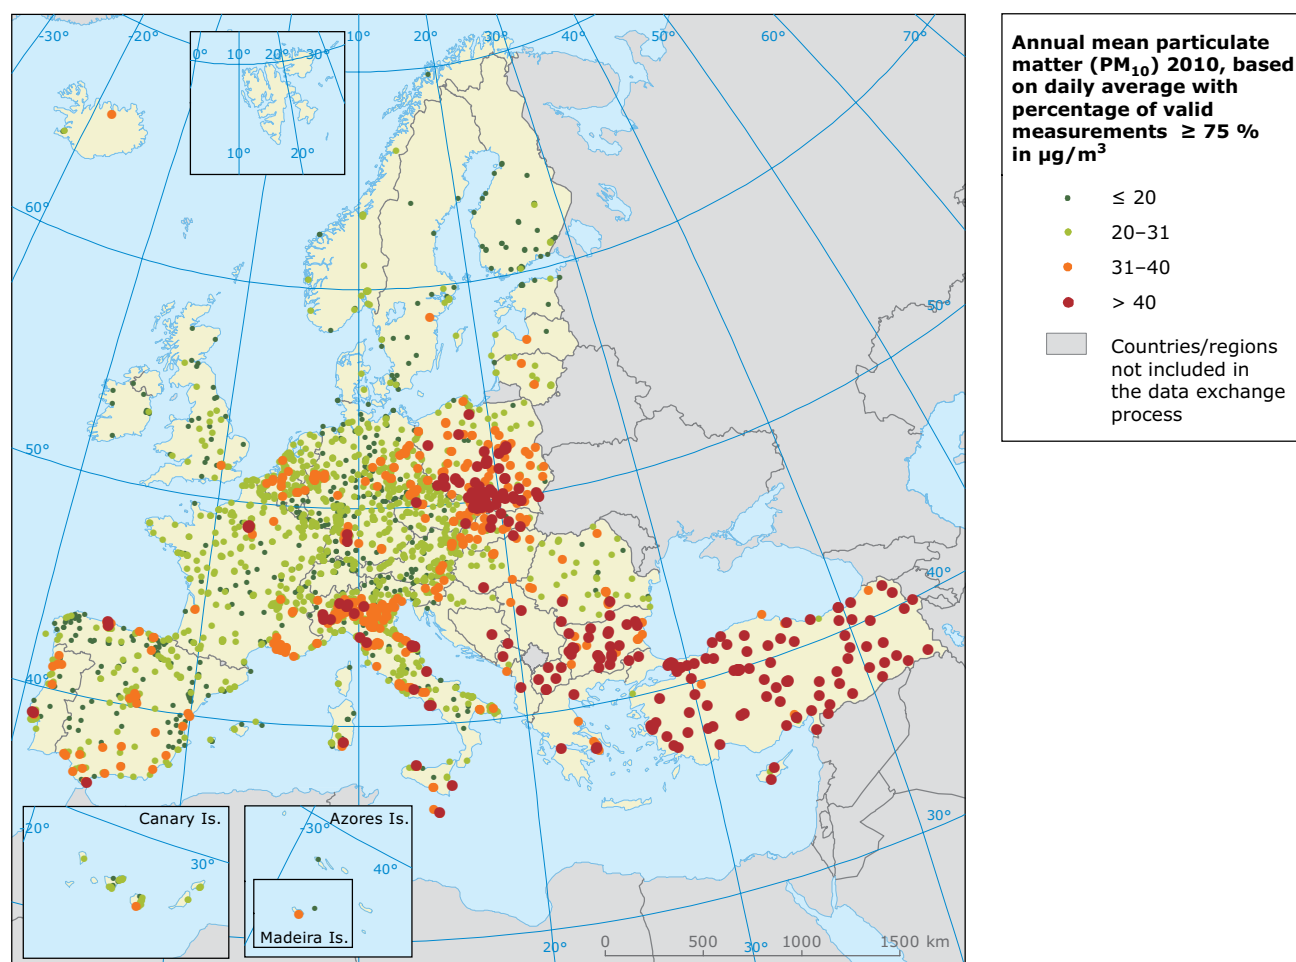 -30°
-20°
10°
20°
30°
60°
70°
0°
10°
20°
30°
10°
20°
60°
50°
40°
50°
40°
30°
40°
50°
60°
Canary Is.
-20°
30°
Azores Is.
-30°
40°
Madeira Is.
20°
30°
0
500
1000
1500 km
Annual mean particulate
matter (PM10) 2010, based
on daily average with
percentage of valid
measurements ≥ 75 %
in µg/m3
≤ 20
20–31
31–40
> 40
Countries/regions
not included in
the data exchange
process